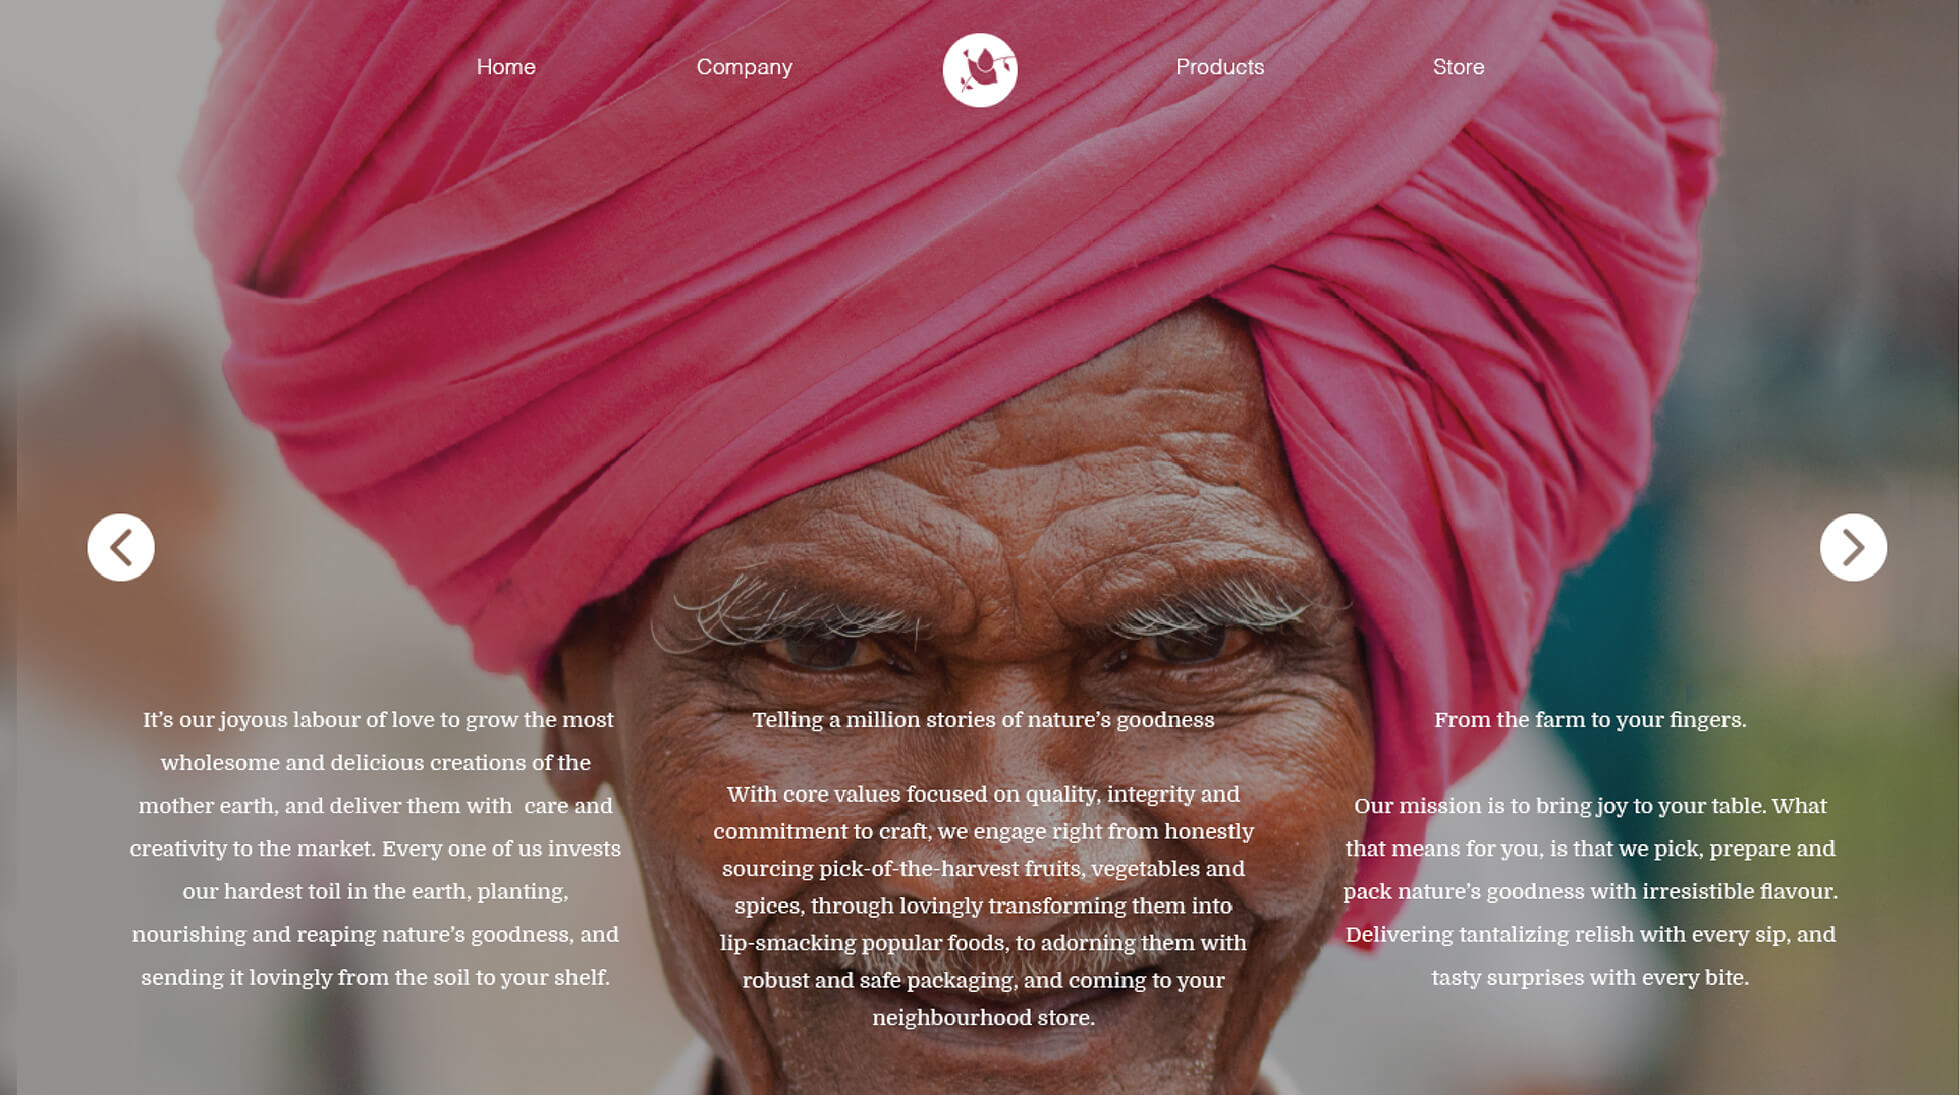 Home
Company
Products
Store
It’s our joyous labour of love to grow the most
wholesome and delicious creations of the
mother earth, and deliver them with care and
creativity to the market. Every one of us invests
our hardest toil in the earth, planting,
nourishing and reaping nature’s goodness, and
sending it lovingly from the soil to your shelf.
Telling a million stories of nature’s goodness
With core values focused on quality, integrity and
commitment to craft, we engage right from honestly
sourcing pick-of-the-harvest fruits, vegetables and
spices, through lovingly transforming them into
lip-smacking popular foods, to adorning them with
robust and safe packaging, and coming to your
neighbourhood store.
From the farm to your fingers.
Our mission is to bring joy to your table. What
that means for you, is that we pick, prepare and
pack nature’s goodness with irresistible flavour.
Delivering tantalizing relish with every sip, and
tasty surprises with every bite.